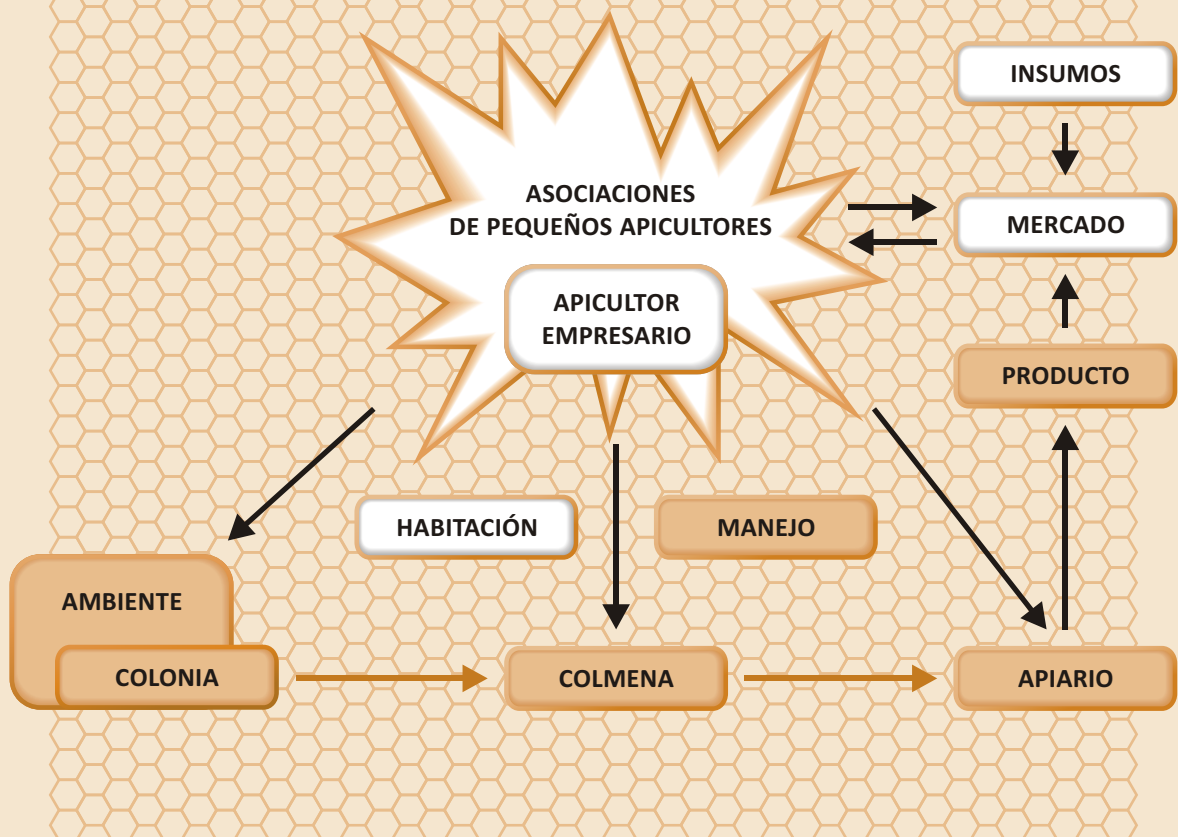 INSUMOS
ASOCIACIONES
DE PEQUEÑOS APICULTORES
MERCADO
APICULTOR
EMPRESARIO
PRODUCTO
HABITACIÓN
MANEJO
AMBIENTE
COLONIA
COLMENA
APIARIO